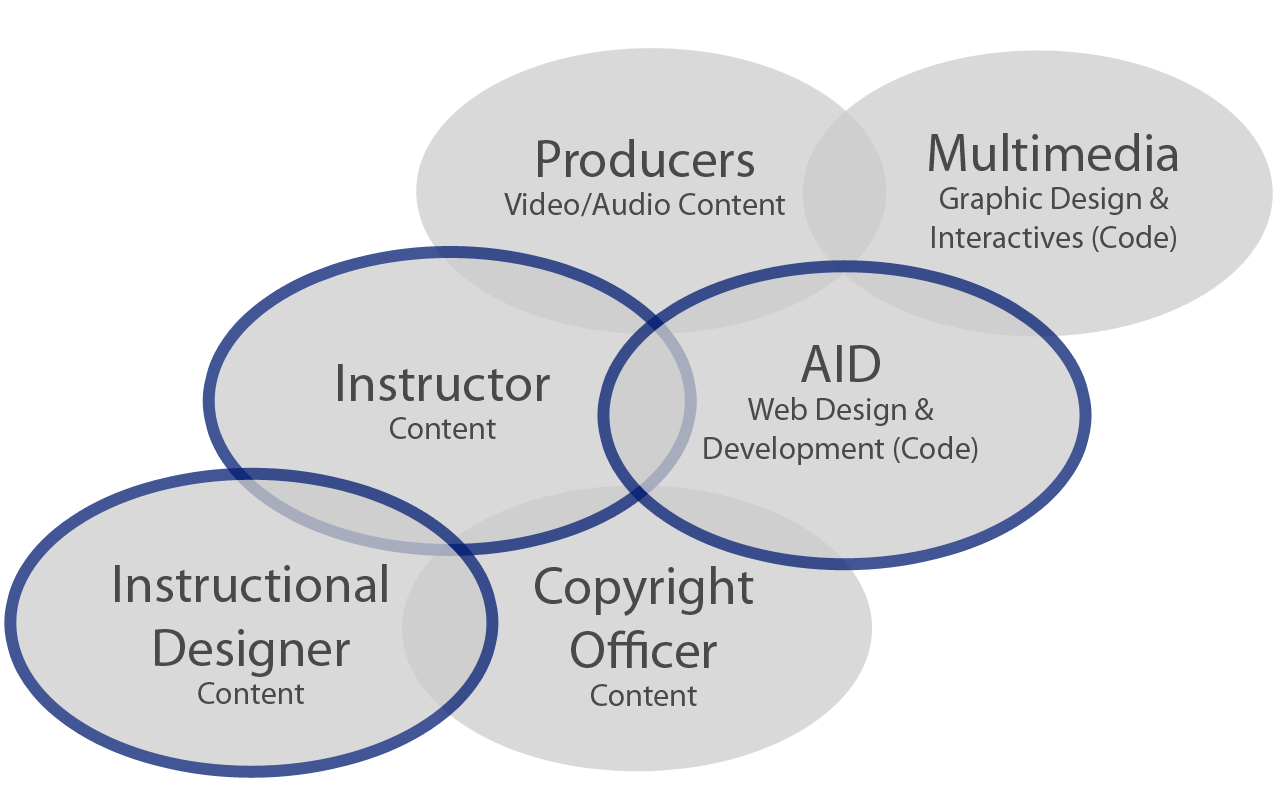 Producers
Video/Audio Content
Multimedia
Graphic Design &
Interactives (Code)
Instructor
Content
AID
Web Design &
Development (Code)
Instructional
Designer
Content
Copyright
Officer
Content